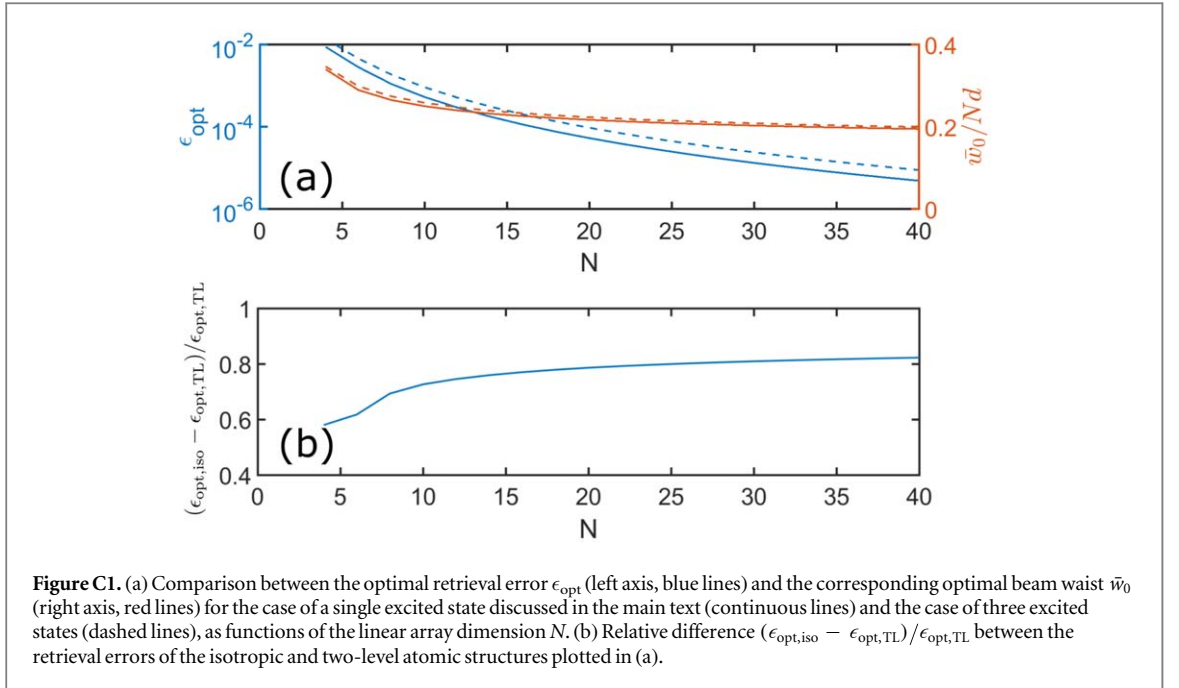 10⁻² 0.4
ϵ_opt 10⁻⁴ 0.2 w̄₀/Nd
(a)
10⁻⁶ 0
0 5 10 15 20 25 30 35 40
N
(ϵ_opt,iso − ϵ_opt,TL)/ϵ_opt,TL
1
0.8
0.6
(b)
0.4
0 5 10 15 20 25 30 35 40
N
Figure C1. (a) Comparison between the optimal retrieval error ϵ_opt (left axis, blue lines) and the corresponding optimal beam waist w̄₀
(right axis, red lines) for the case of a single excited state discussed in the main text (continuous lines) and the case of three excited
states (dashed lines), as functions of the linear array dimension N. (b) Relative difference (ϵ_opt,iso − ϵ_opt,TL)/ϵ_opt,TL between the
retrieval errors of the isotropic and two-level atomic structures plotted in (a).